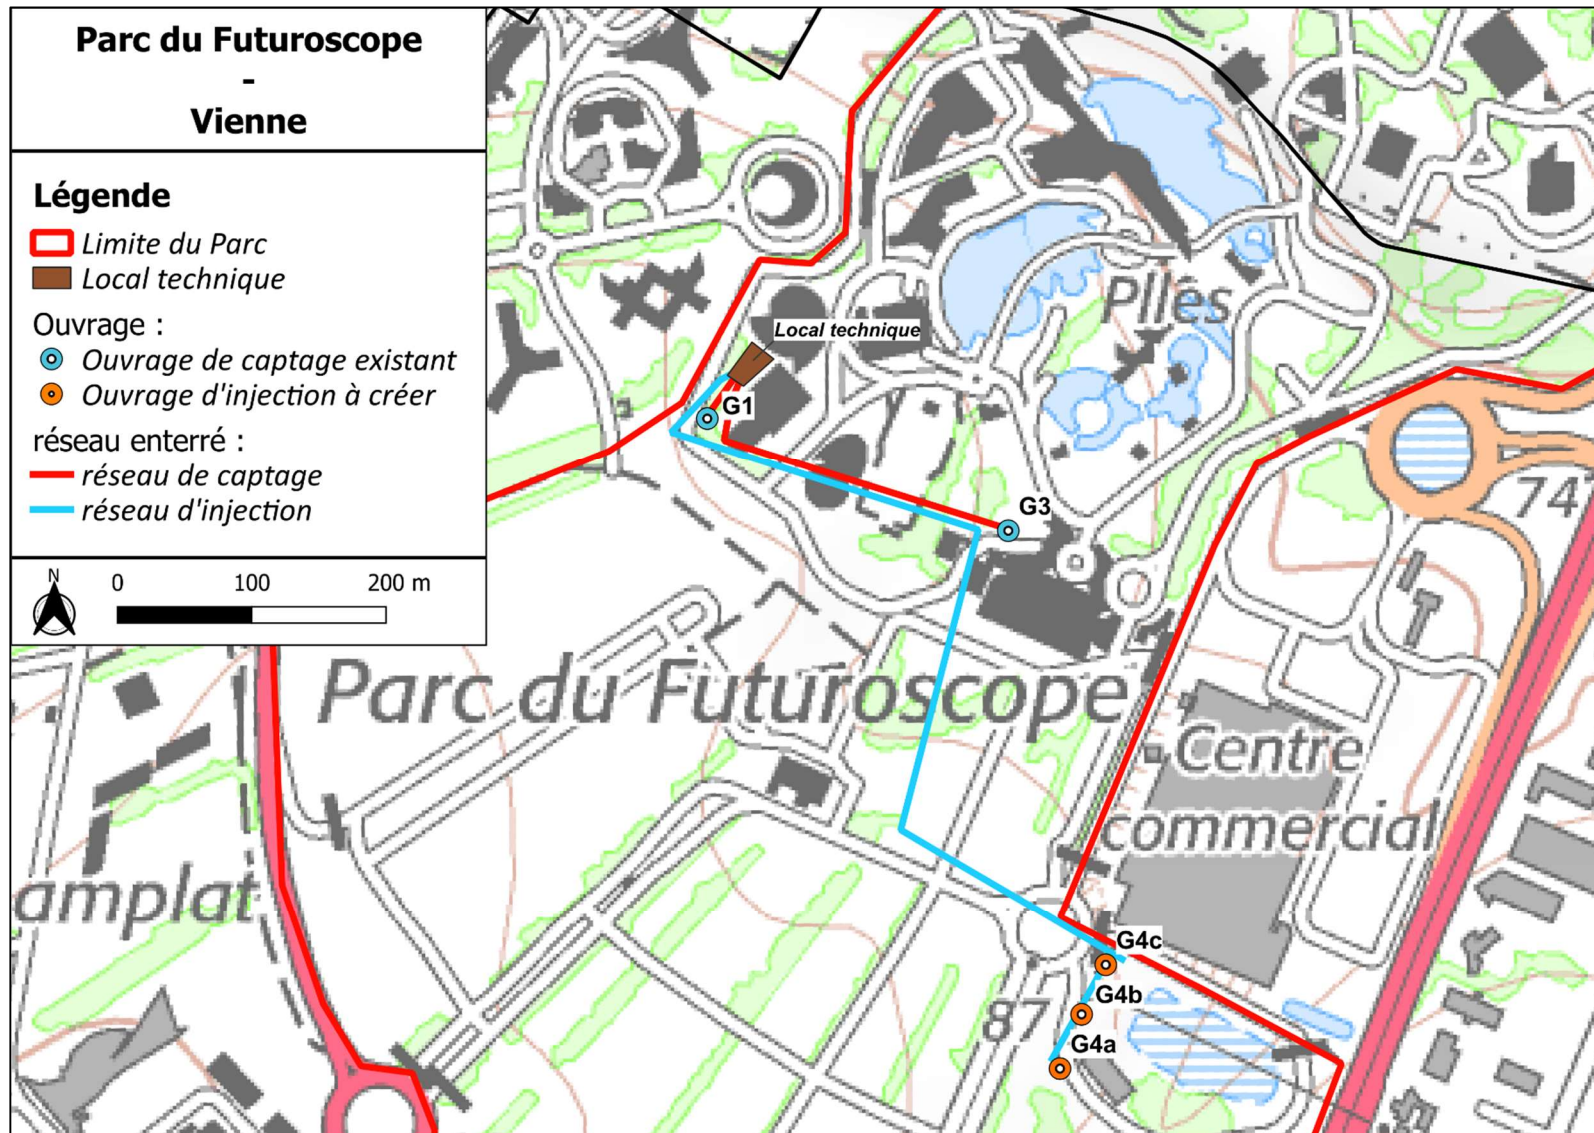 Parc du Futuroscope
-
Vienne
Légende
Limite du Parc
Local technique
Ouvrage :
Ouvrage de captage existant
Ouvrage d'injection à créer
réseau enterré :
réseau de captage
réseau d'injection
N
0 100 200 m
Plles
Local technique
G1
G3
74
Parc du Futuroscope
Centre
commercial
amplat
G4c
G4b
87
G4a